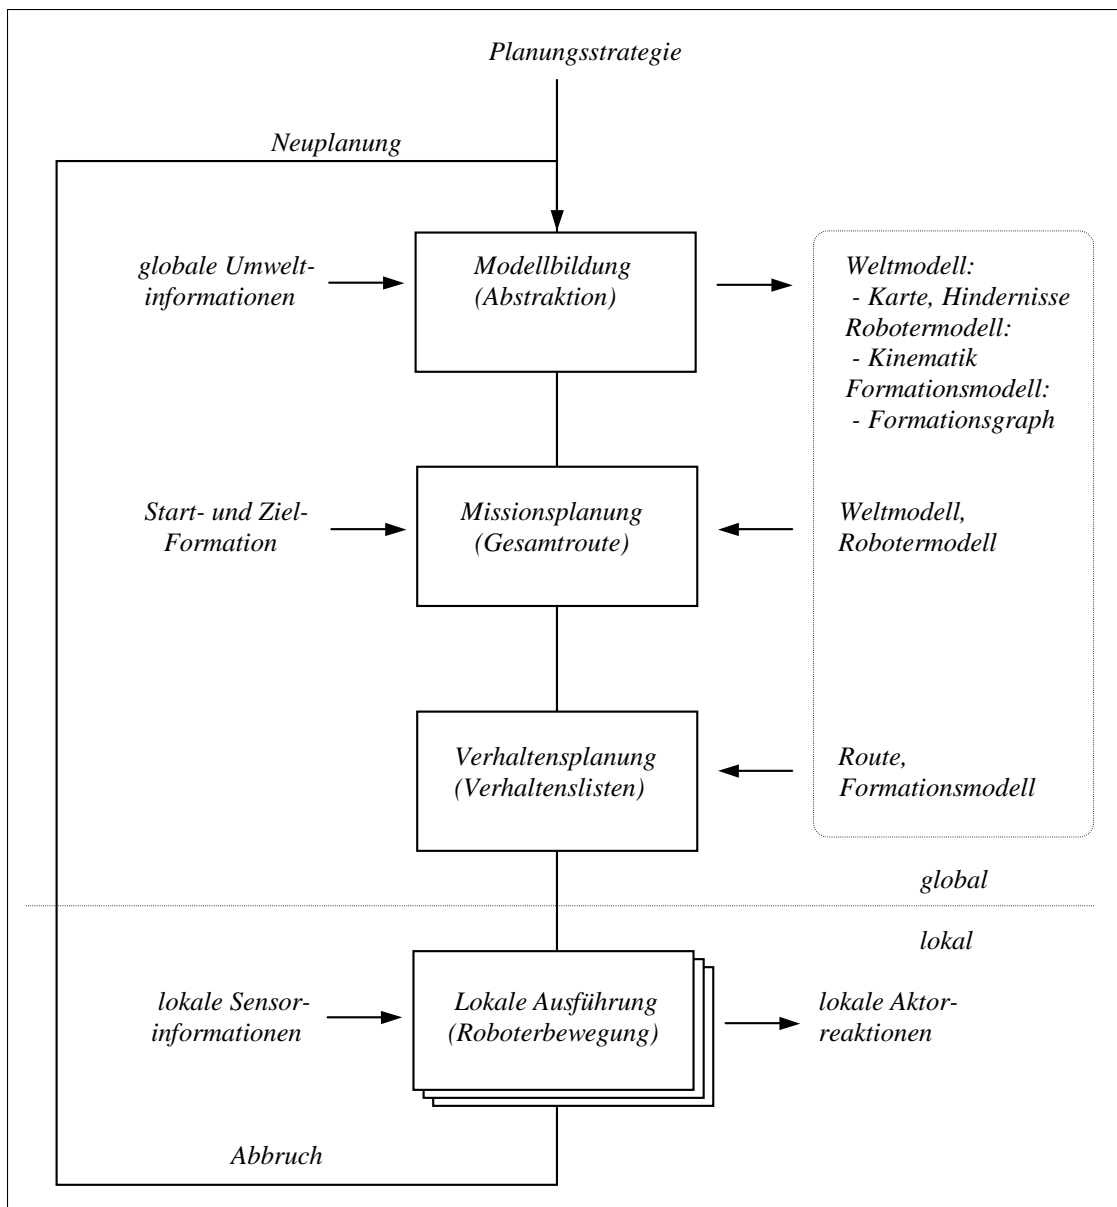 Planungsstrategie
Neuplanung
globale Umwelt-
informationen
Modellbildung
(Abstraktion)
Weltmodell:
- Karte, Hindernisse
Robotermodell:
- Kinematik
Formationsmodell:
- Formationsgraph
Start- und Ziel-
Formation
Missionsplanung
(Gesamtroute)
Weltmodell,
Robotermodell
Verhaltensplanung
(Verhaltenslisten)
Route,
Formationsmodell
global
lokal
lokale Sensor-
informationen
Lokale Ausführung
(Roboterbewegung)
lokale Aktor-
reaktionen
Abbruch